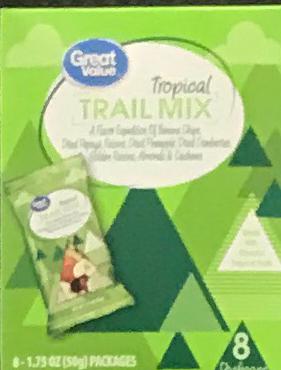 Great
Value
Tropical
TRAIL MIX
A Flavor Expedition Of Banana Chips,
Dried Papaya, Raisins, Dried Pineapple, Dried Cranberries,
Golden Raisins, Almonds & Cashews
8 - 1.75 OZ (50g) PACKAGES
8
Packages